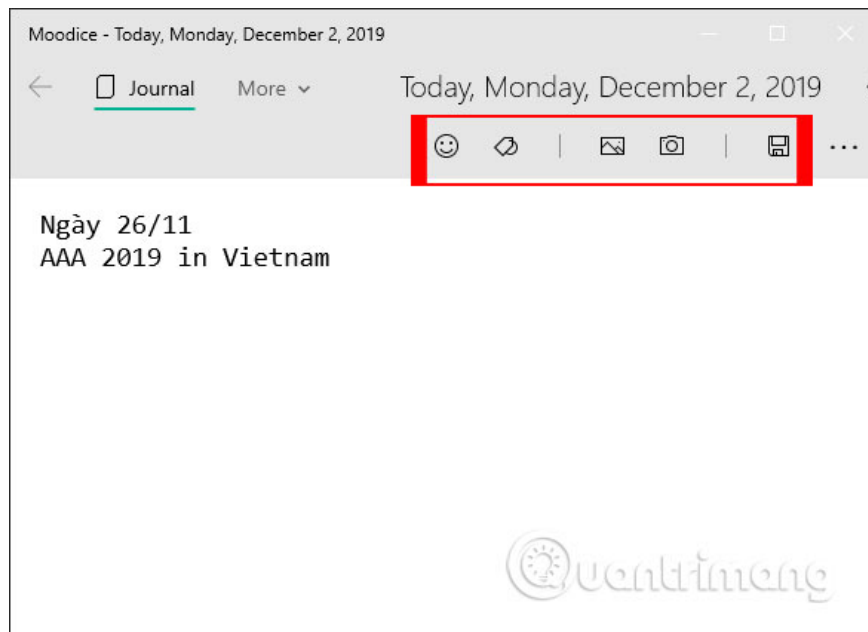 Moodice - Today, Monday, December 2, 2019
Journal More Today, Monday, December 2, 2019
Ngày 26/11
AAA 2019 in Vietnam
Quantrimang